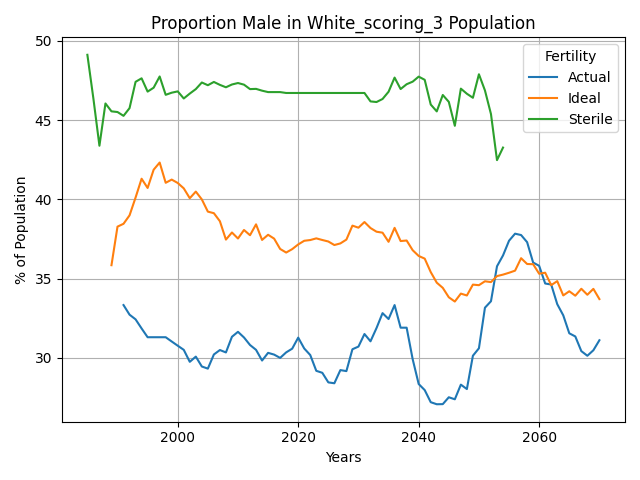 Proportion Male in White_scoring_3 Population
% of Population
50
45
40
35
30
Fertility
Actual
Ideal
Sterile
2000
2020
2040
2060
Years